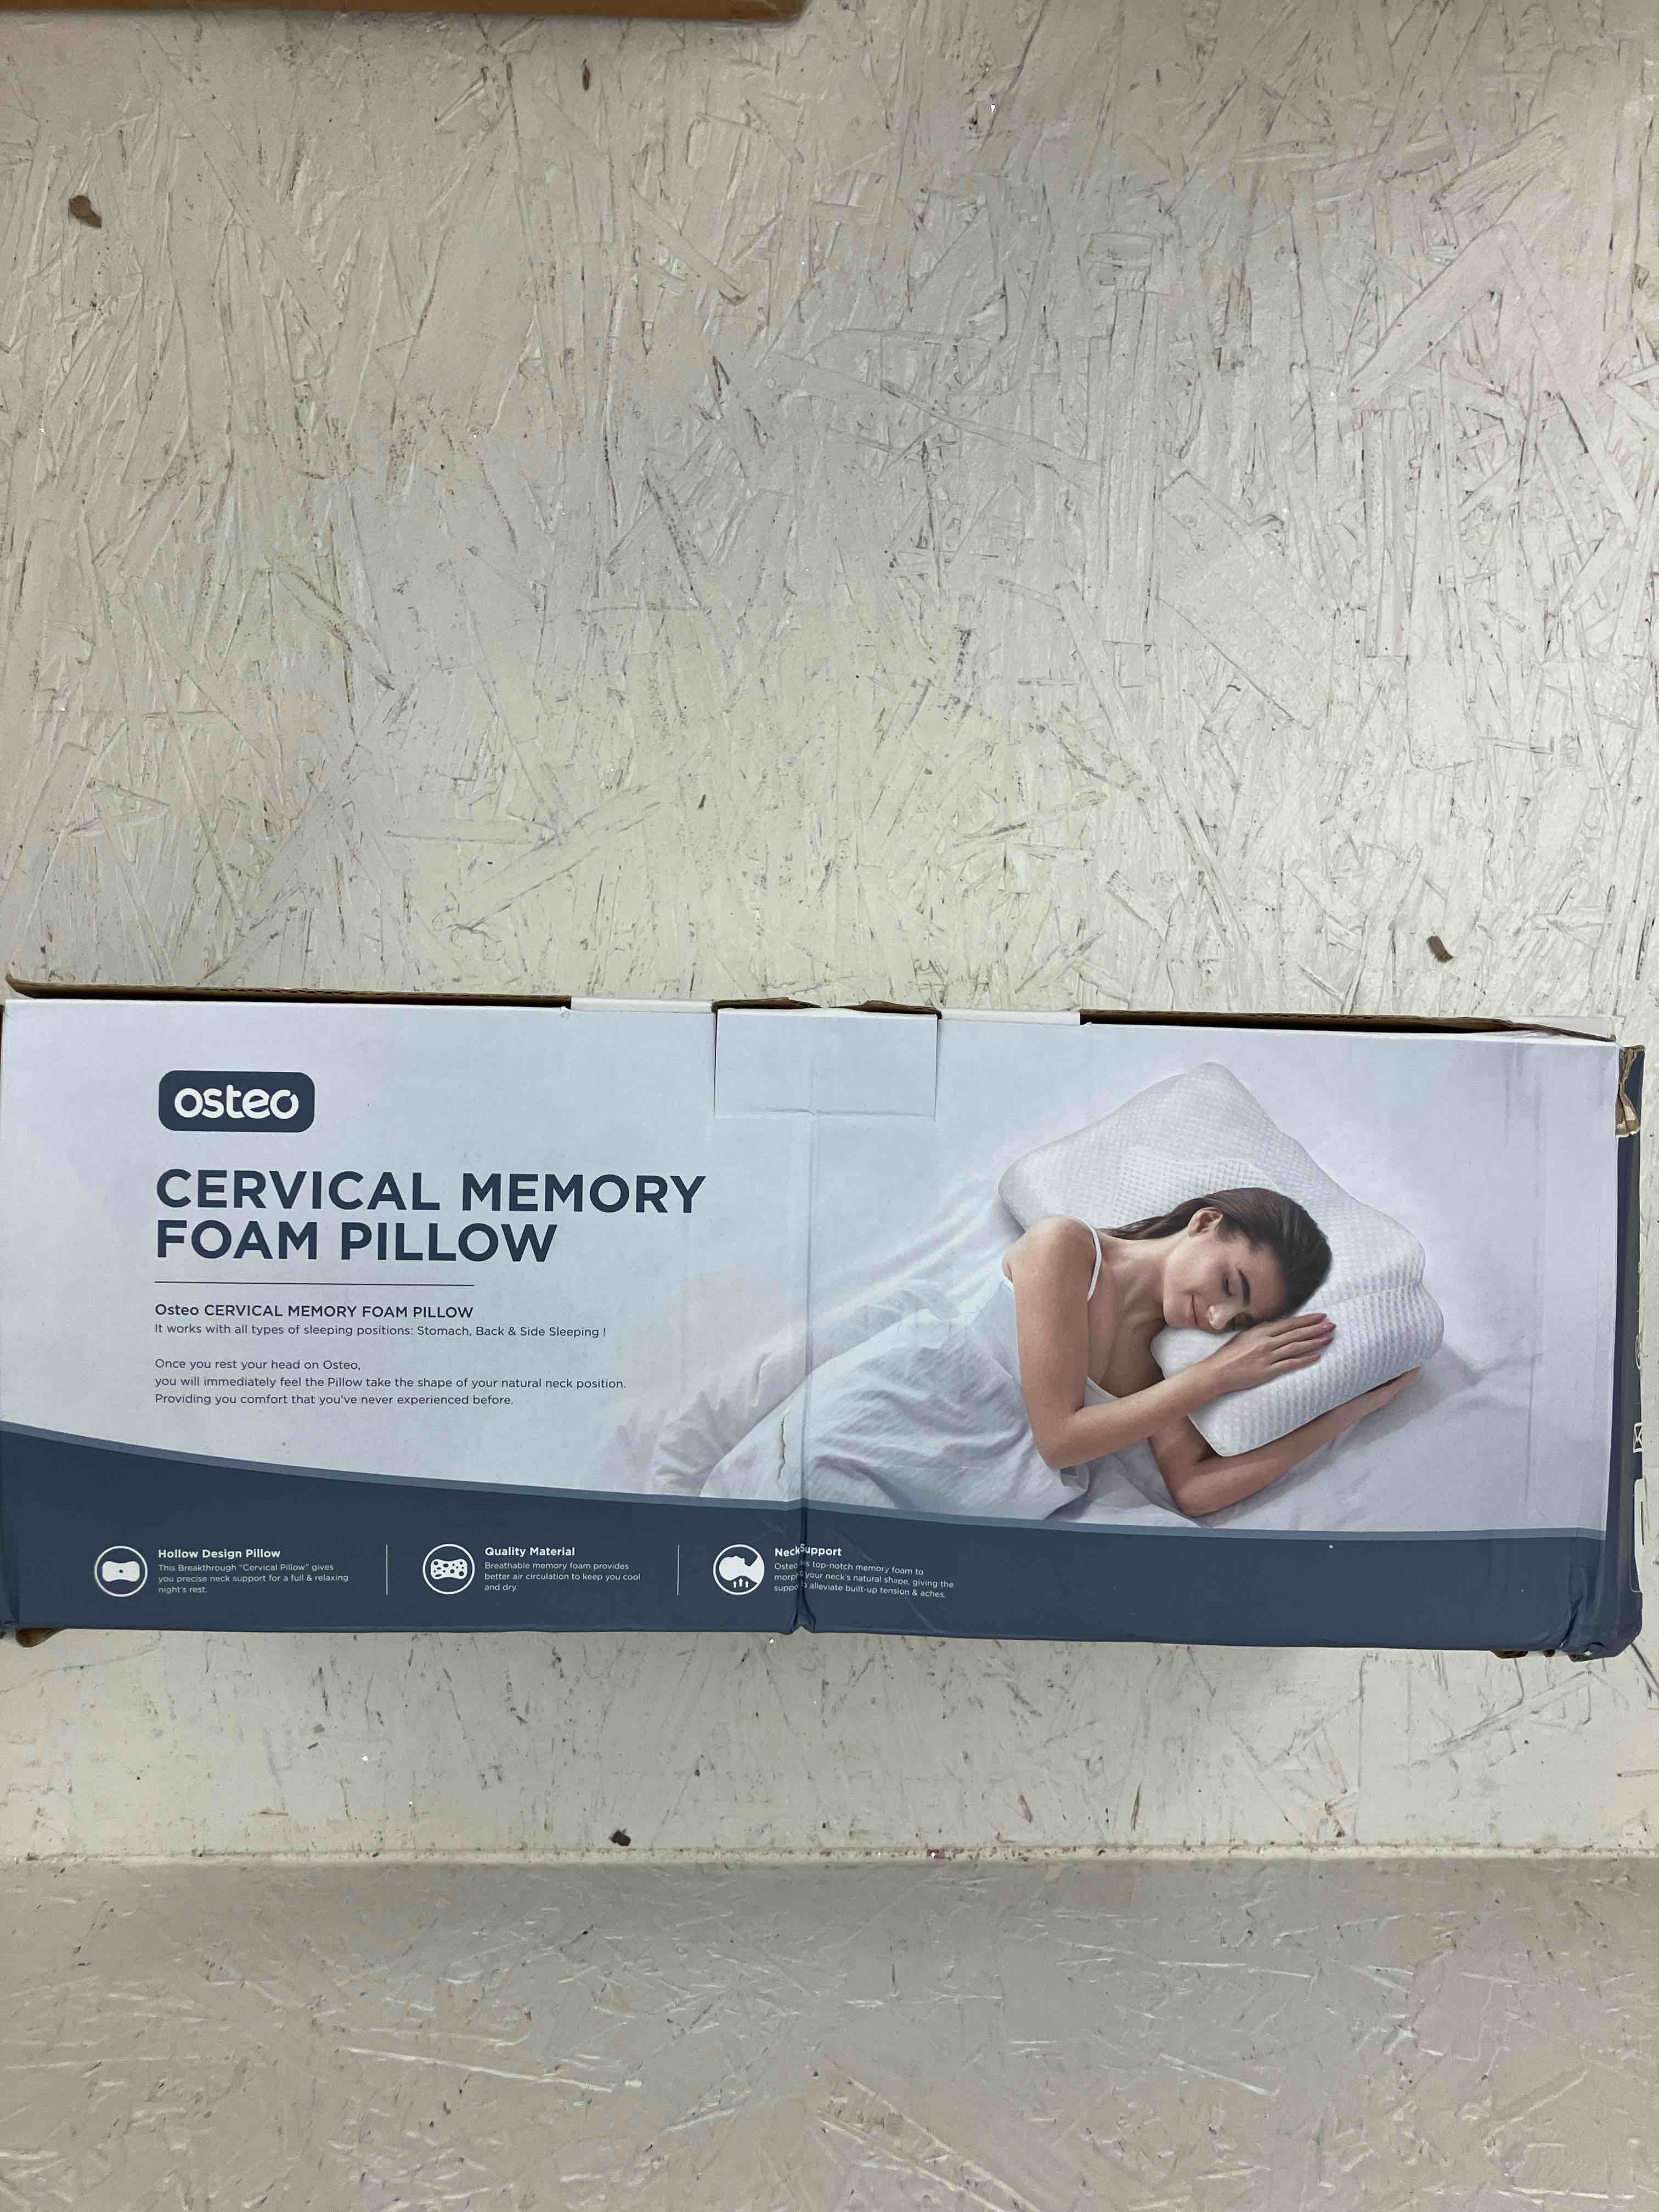 osteo
CERVICAL MEMORY
FOAM PILLOW
Osteo CERVICAL MEMORY FOAM PILLOW
It works with all types of sleeping positions: Stomach, Back & Side Sleeping !
Once you rest your head on Osteo,
you will immediately feel the Pillow take the shape of your natural neck position.
Providing you comfort that you've never experienced before.
Hollow Design Pillow
This Breakthrough "Cervical Pillow" gives
you precise neck support for a full & relaxing
night's rest.
Quality Material
Breathable memory foam provides
better air circulation to keep you cool
and dry.
Neck Support
Osteo top-notch memory foam to
your neck's natural shape, giving the
alleviate built-up tension & aches.